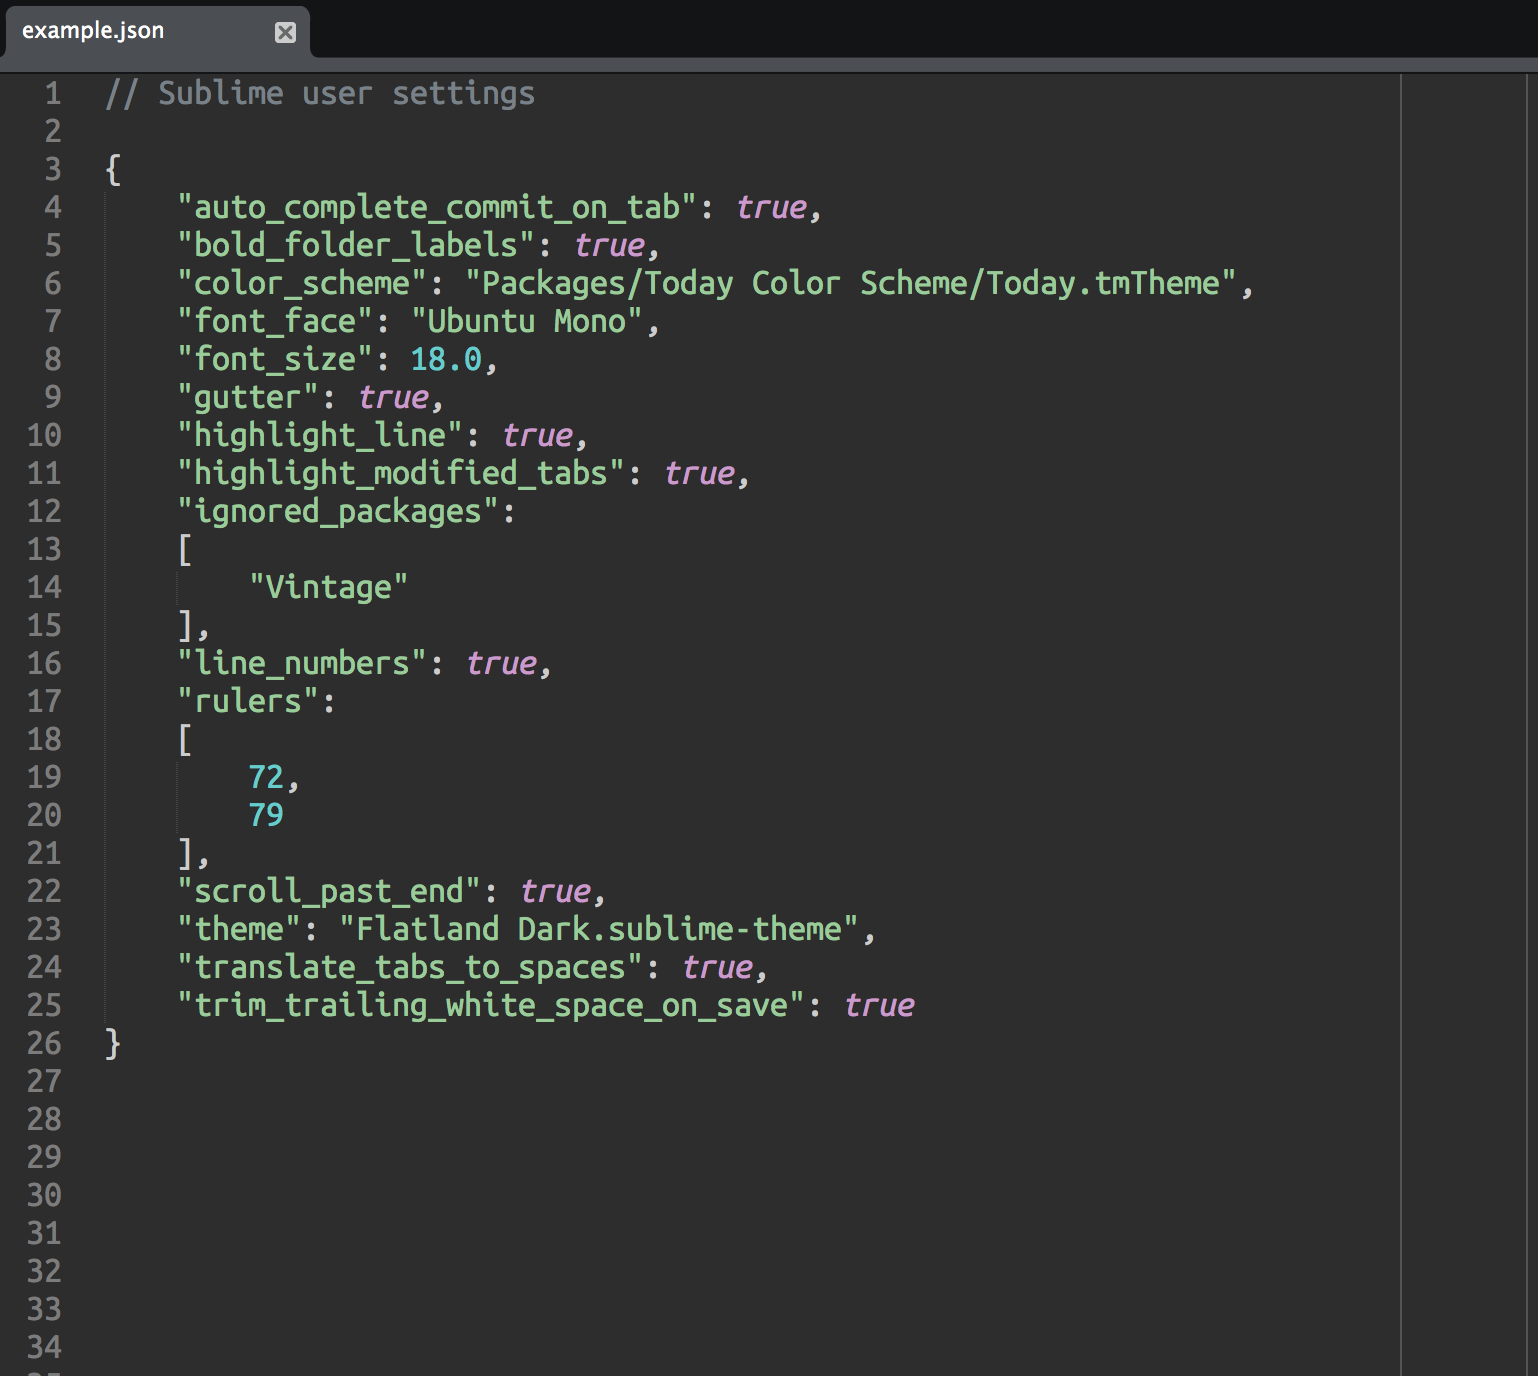 example.json
1 // Sublime user settings
2
3 {
4     "auto_complete_commit_on_tab": true,
5     "bold_folder_labels": true,
6     "color_scheme": "Packages/Today Color Scheme/Today.tmTheme",
7     "font_face": "Ubuntu Mono",
8     "font_size": 18.0,
9     "gutter": true,
10     "highlight_line": true,
11     "highlight_modified_tabs": true,
12     "ignored_packages":
13     [
14         "Vintage"
15     ],
16     "line_numbers": true,
17     "rulers":
18     [
19         72,
20         79
21     ],
22     "scroll_past_end": true,
23     "theme": "Flatland Dark.sublime-theme",
24     "translate_tabs_to_spaces": true,
25     "trim_trailing_white_space_on_save": true
26 }
27
28
29
30
31
32
33
34